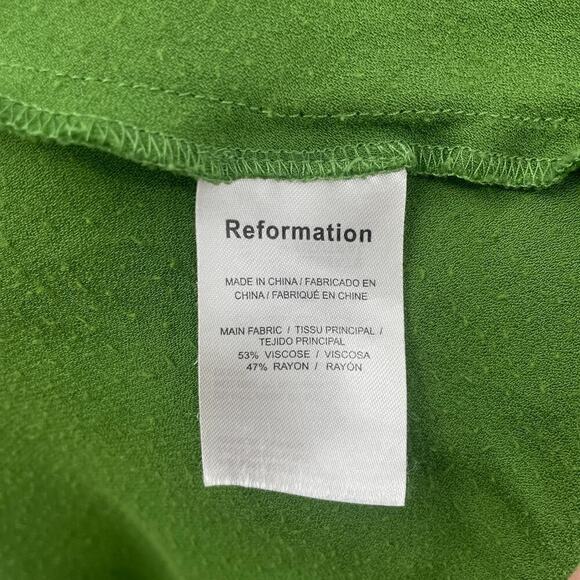 Reformation
MADE IN CHINA / FABRICADO EN
CHINA / FABRIQUÉ EN CHINE
MAIN FABRIC / TISSU PRINCIPAL /
TEJIDO PRINCIPAL
53% VISCOSE / VISCOSA
47% RAYON / RAYÓN